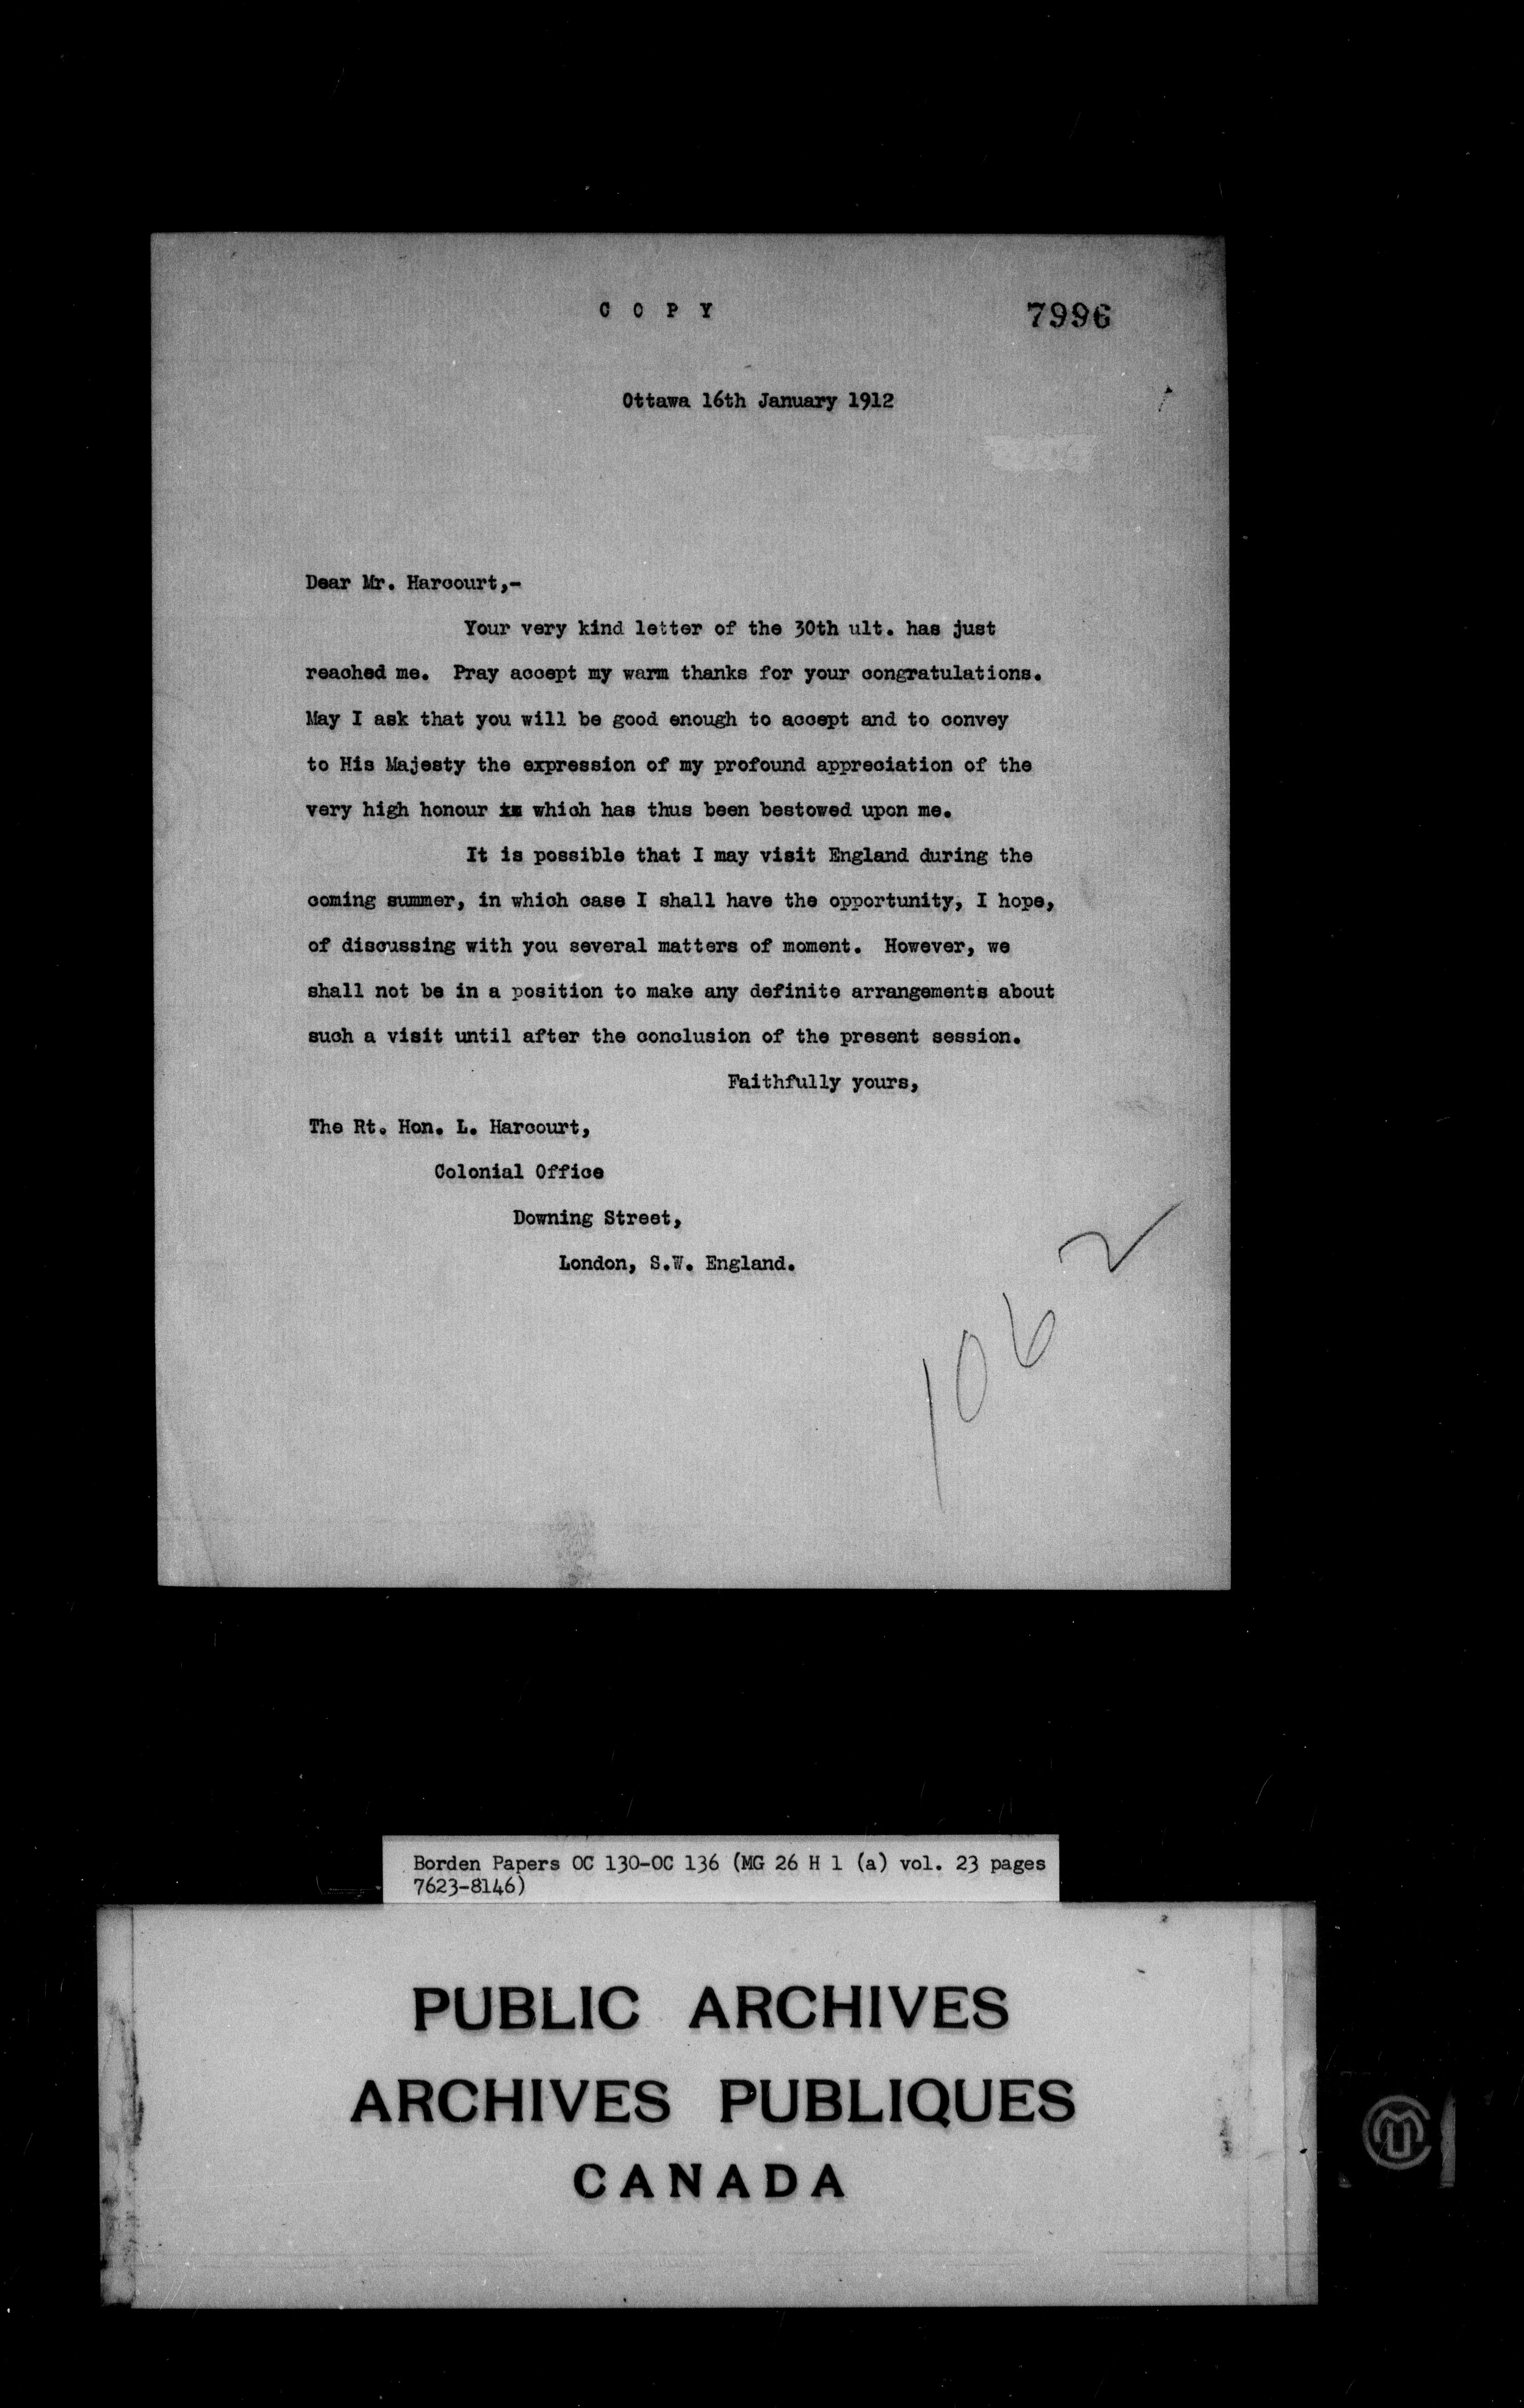 C O P Y
7996
Ottawa 16th January 1912
Dear Mr. Harcourt,-
Your very kind letter of the 30th ult. has just
reached me. Pray accept my warm thanks for your congratulations.
May I ask that you will be good enough to accept and to convey
to His Majesty the expression of my profound appreciation of the
very high honour which has thus been bestowed upon me.
It is possible that I may visit England during the
coming summer, in which case I shall have the opportunity, I hope,
of discussing with you several matters of moment. However, we
shall not be in a position to make any definite arrangements about
such a visit until after the conclusion of the present session.
Faithfully yours,
The Rt. Hon. L. Harcourt,
Colonial Office
Downing Street,
London, S.W. England.
1062
Borden Papers OC 130-OC 136 (MG 26 H 1 (a) vol. 23 pages
7623-8146)
PUBLIC ARCHIVES
ARCHIVES PUBLIQUES
CANADA